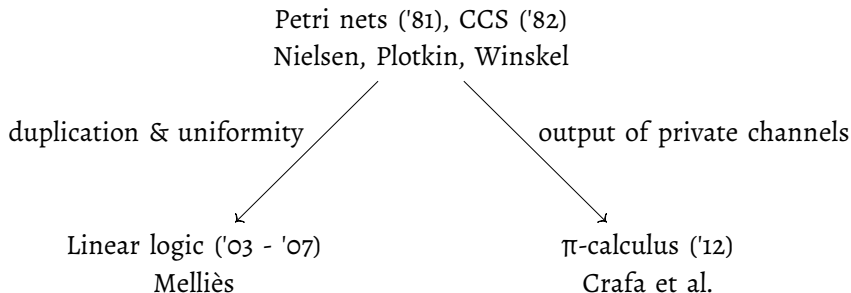 Petri nets ('81), CCS ('82)
Nielsen, Plotkin, Winskel
duplication & uniformity
output of private channels
Linear logic ('03 - '07)
Melliès
π-calculus ('12)
Crafa et al.